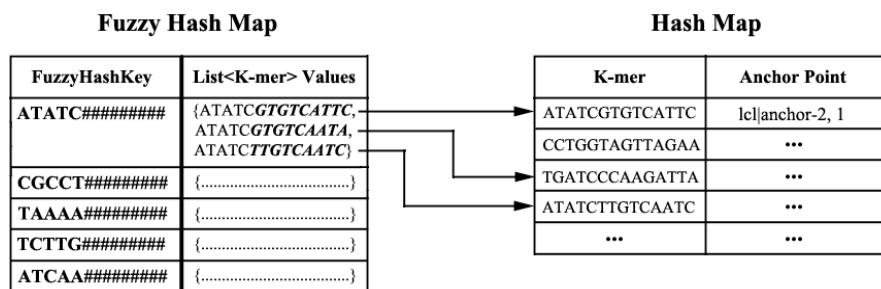 Fuzzy Hash Map
FuzzyHashKey List<K-mer> Values
ATATC######### {ATATCGTGTCATTC,
ATATCGTGTCAATA,
ATATCTTGTCAATC}
CGCCT######### {....................................}
TAAAA######### {....................................}
TCTTG######### {....................................}
ATCAA######### {....................................}
Hash Map
K-mer Anchor Point
ATATCGTGTCATTC lcl|anchor-2, 1
CCTGGTAGTTAGAA •••
TGATCCCAAGATTA •••
ATATCTTGTCAATC •••
••• •••